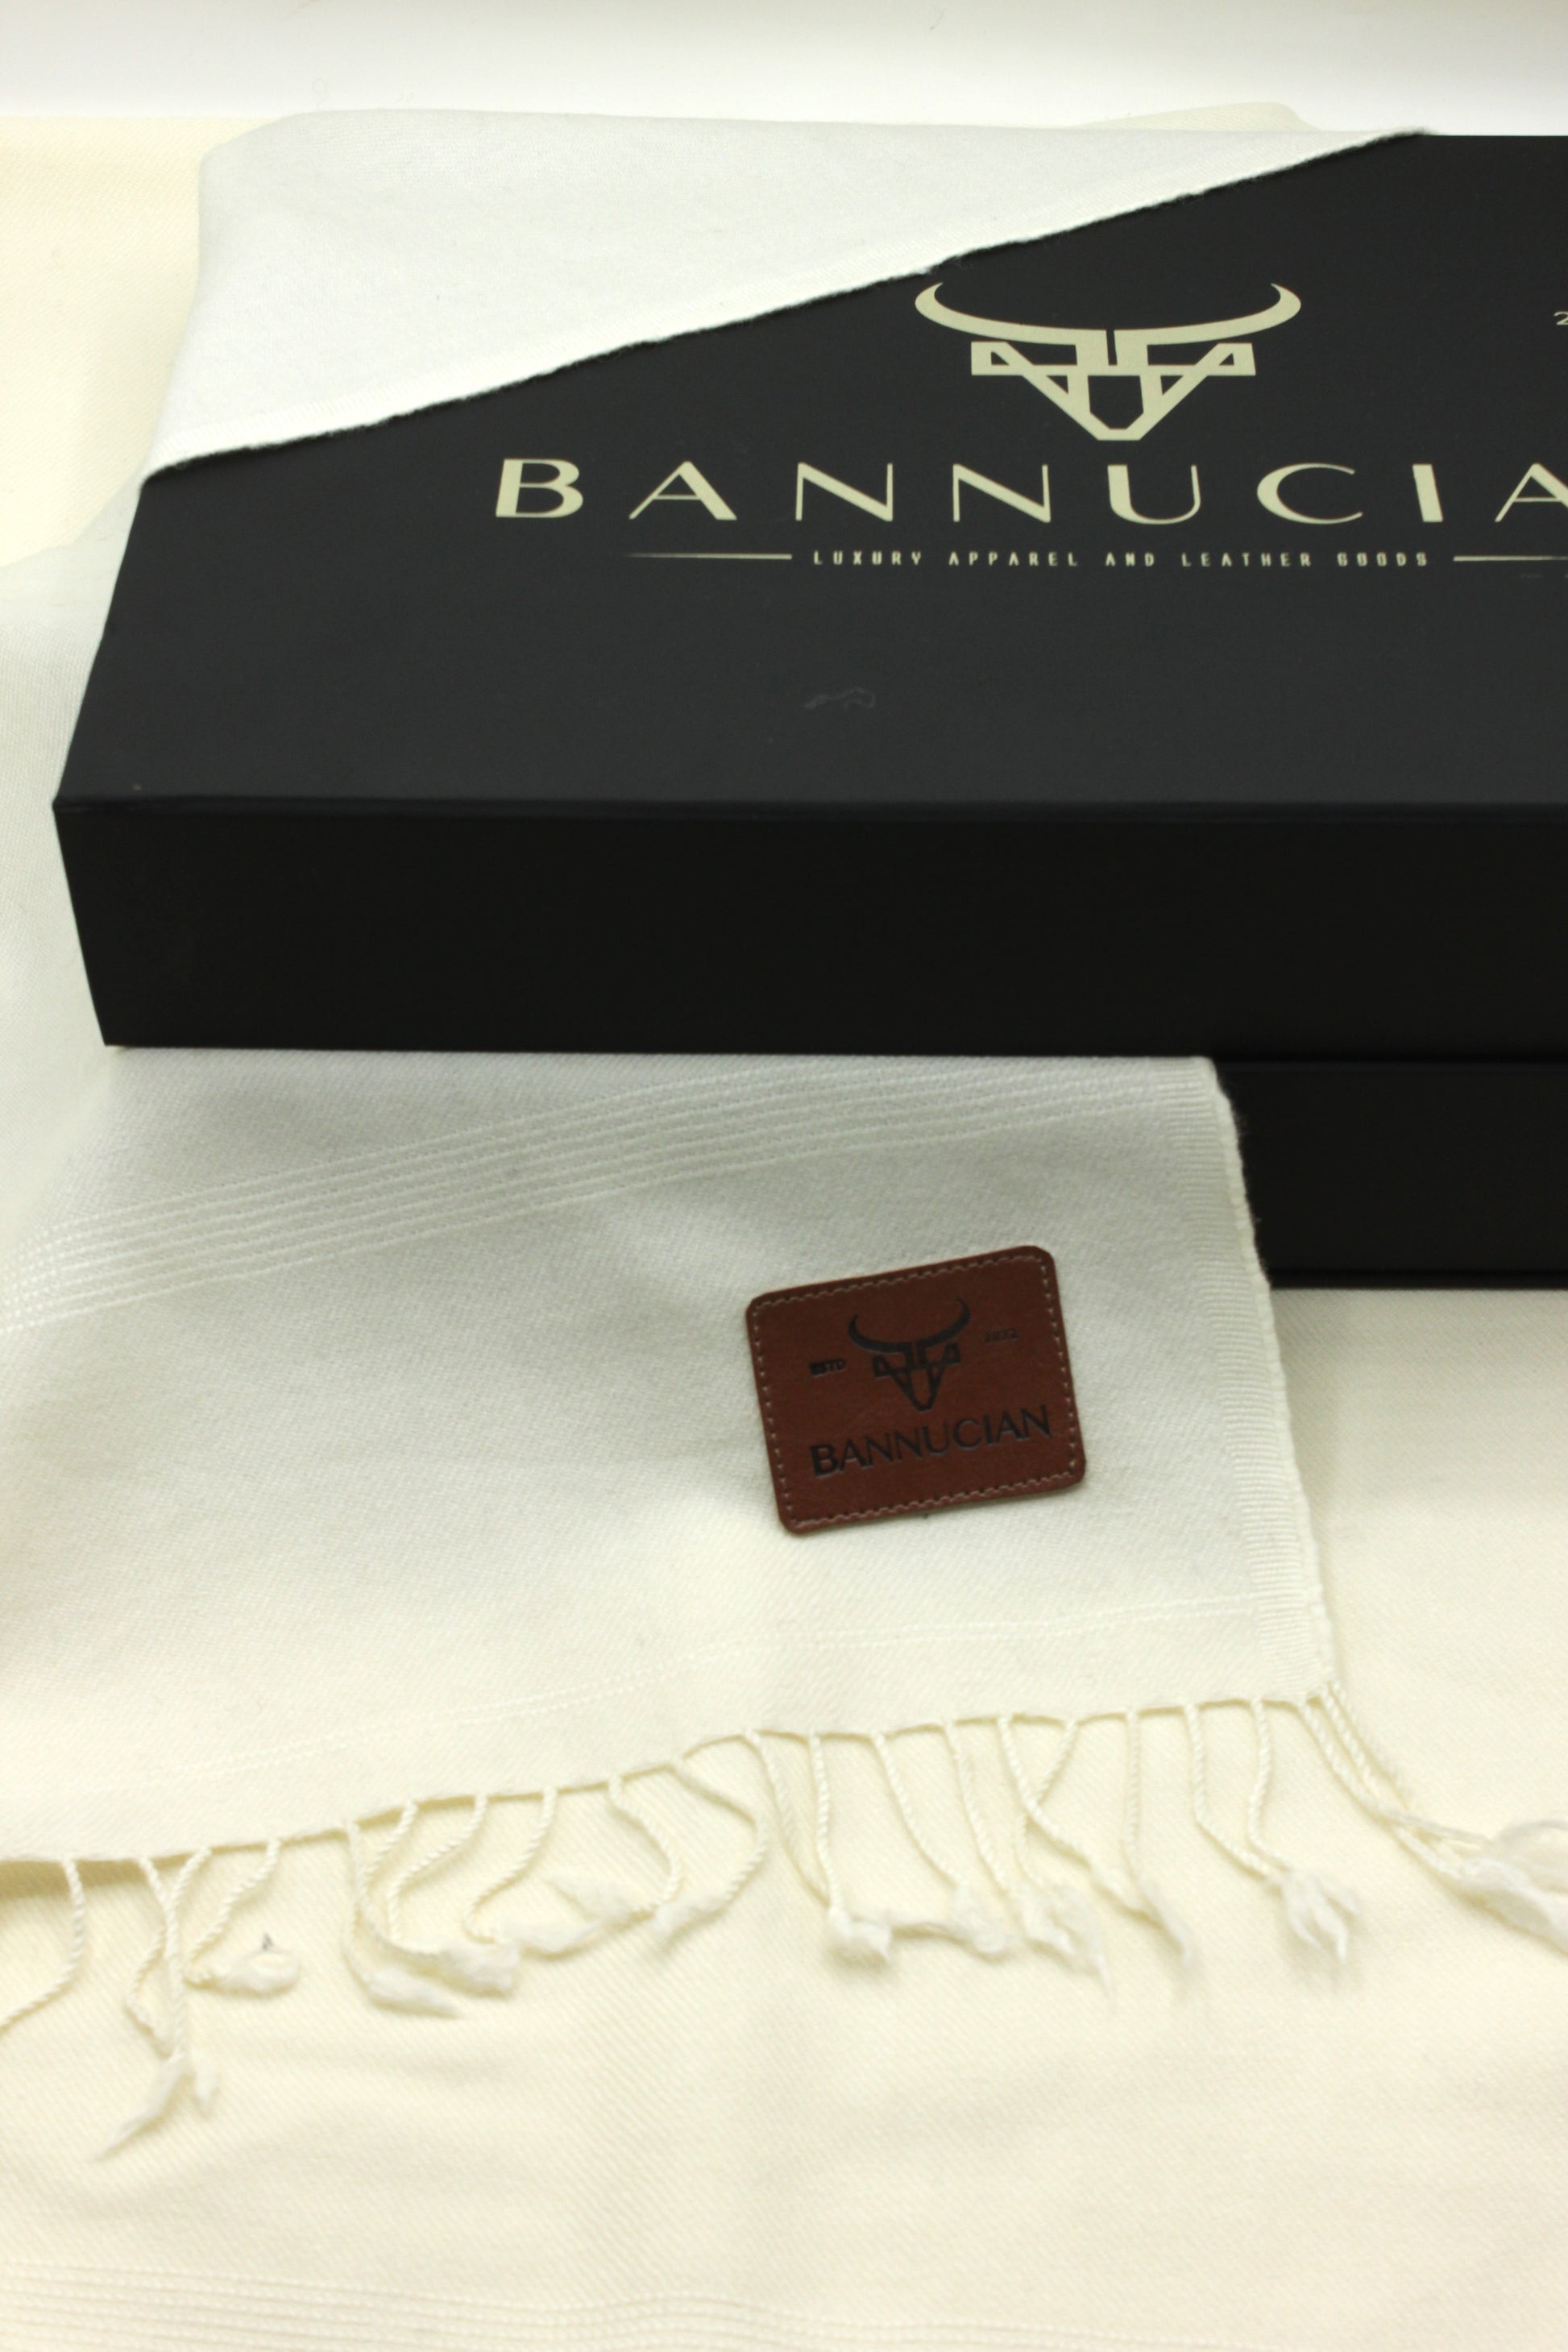 BANNUCIA
LUXURY APPAREL AND LEATHER GOODS
ESTD
BANNUCIAN